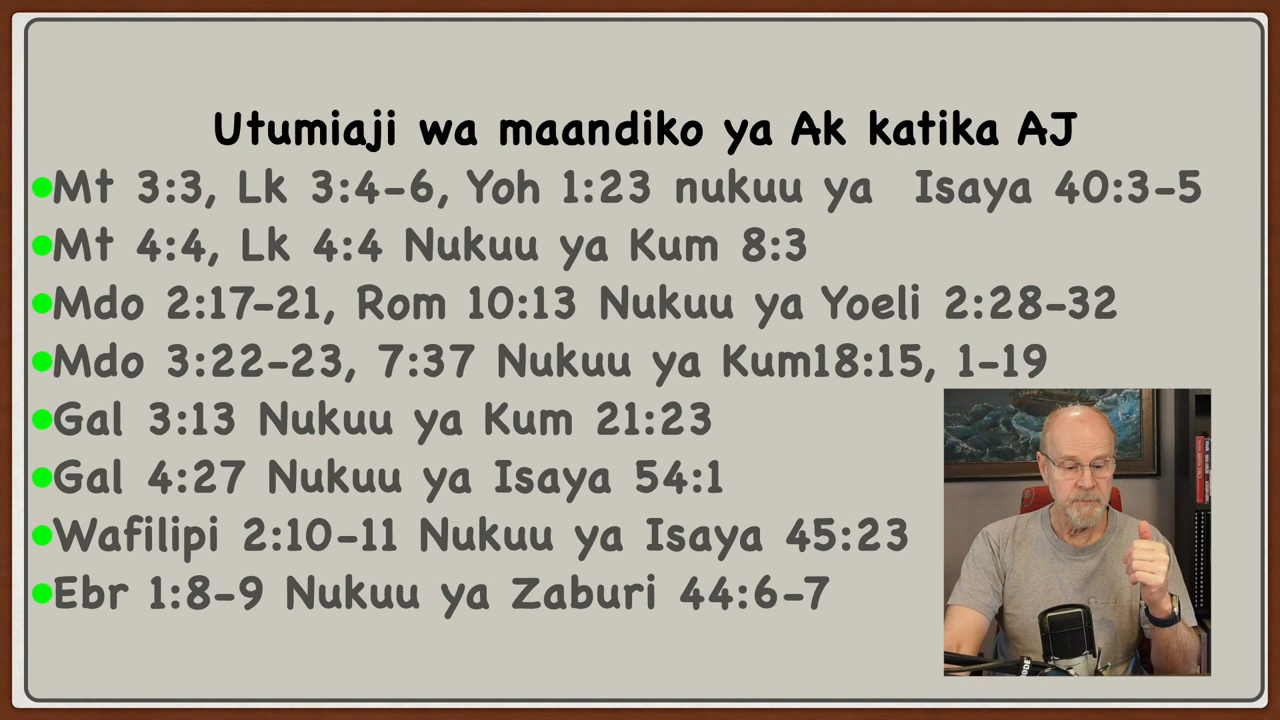 Utumiaji wa maandiko ya Ak katika AJ
•Mt 3:3, Lk 3:4-6, Yoh 1:23 nukuu ya Isaya 40:3-5
•Mt 4:4, Lk 4:4 Nukuu ya Kum 8:3
•Mdo 2:17-21, Rom 10:13 Nukuu ya Yoeli 2:28-32
•Mdo 3:22-23, 7:37 Nukuu ya Kum18:15, 1-19
•Gal 3:13 Nukuu ya Kum 21:23
•Gal 4:27 Nukuu ya Isaya 54:1
•Wafilipi 2:10-11 Nukuu ya Isaya 45:23
•Ebr 1:8-9 Nukuu ya Zaburi 44:6-7